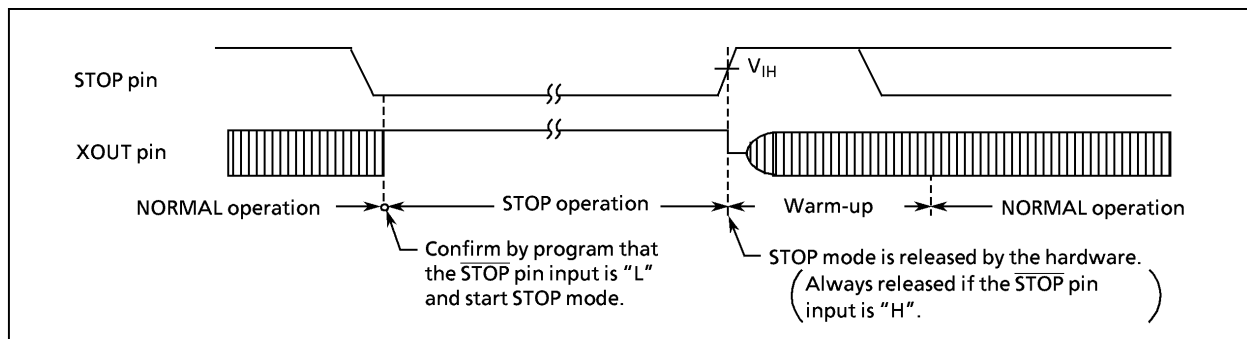 STOP pin
V_IH
XOUT pin
NORMAL operation
STOP operation
Warm-up
NORMAL operation
Confirm by program that
the S̅T̅O̅P̅ pin input is “L”
and start STOP mode.
STOP mode is released by the hardware.
(Always released if the S̅T̅O̅P̅ pin
input is “H”.)